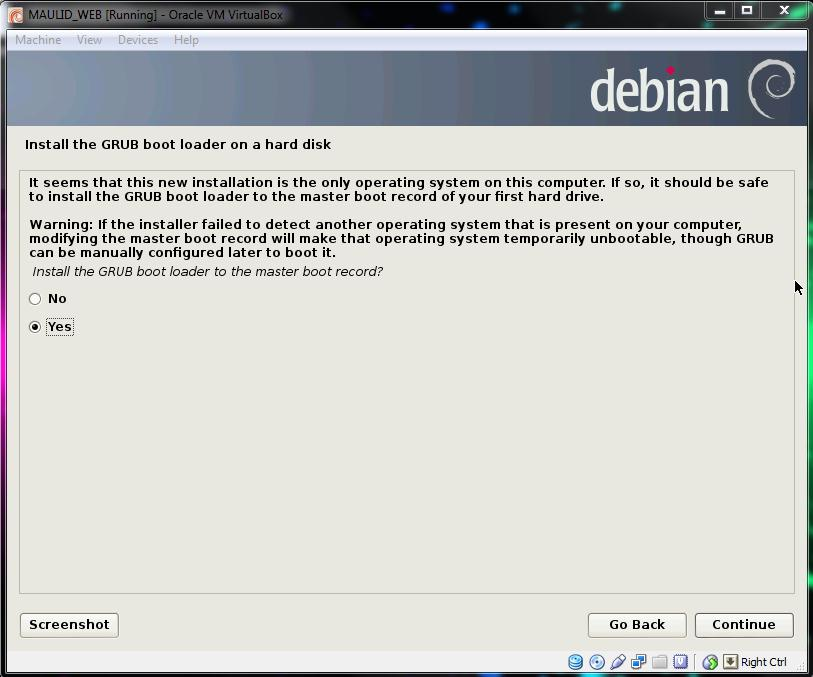 MAULID_WEB [Running] - Oracle VM VirtualBox
Machine View Devices Help
debian
Install the GRUB boot loader on a hard disk
It seems that this new installation is the only operating system on this computer. If so, it should be safe
to install the GRUB boot loader to the master boot record of your first hard drive.
Warning: If the installer failed to detect another operating system that is present on your computer,
modifying the master boot record will make that operating system temporarily unbootable, though GRUB
can be manually configured later to boot it.
Install the GRUB boot loader to the master boot record?
No
Yes
Screenshot Go Back Continue
Right Ctrl